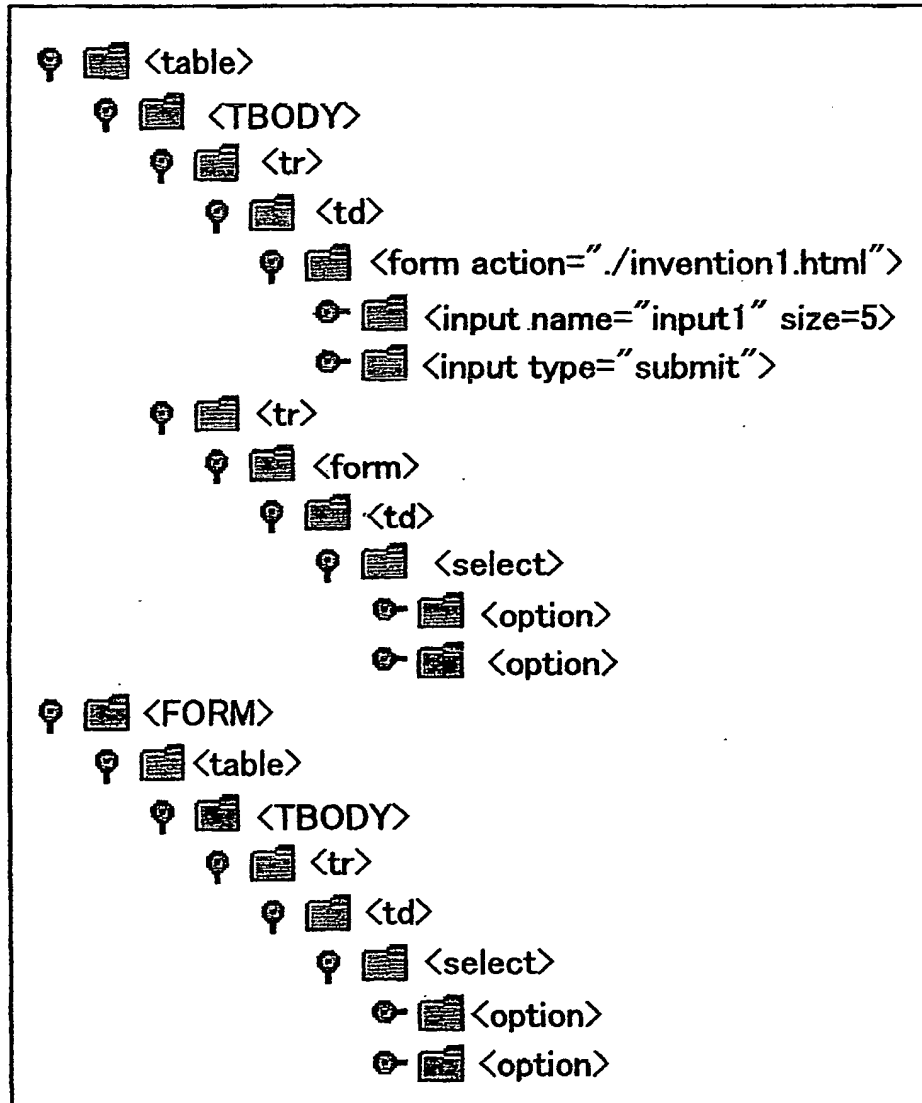 <table>
<TBODY>
<tr>
<td>
<form action="./invention1.html">
<input name="input1" size=5>
<input type="submit">
<tr>
<form>
<td>
<select>
<option>
<option>
<FORM>
<table>
<TBODY>
<tr>
<td>
<select>
<option>
<option>